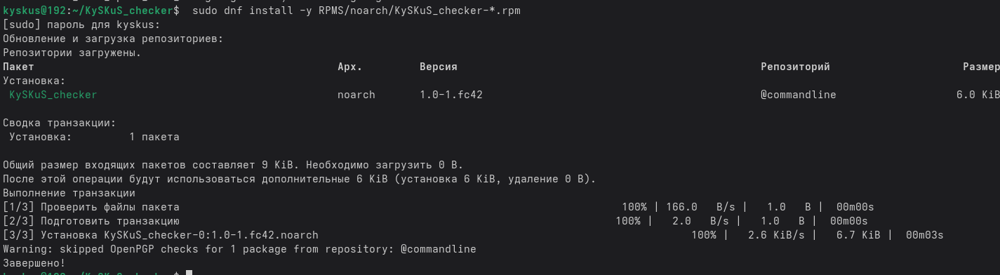 kyskus@192:~/KySKuS_checker$  sudo dnf install -y RPMS/noarch/KySKuS_checker-*.rpm
[sudo] пароль для kyskus:
Обновление и загрузка репозиториев:
Репозитории загружены.
Пакет Арх. Версия Репозиторий Размер
Установка:
KySKuS_checker noarch 1.0-1.fc42 @commandline 6.0 KiB
Сводка транзакции:
Установка: 1 пакета
Общий размер входящих пакетов составляет 9 KiB. Необходимо загрузить 0 B.
После этой операции будут использоваться дополнительные 6 KiB (установка 6 KiB, удаление 0 B).
Выполнение транзакции
[1/3] Проверить файлы пакета 100% | 166.0 B/s | 1.0 B | 00m00s
[2/3] Подготовить транзакцию 100% | 2.0 B/s | 1.0 B | 00m00s
[3/3] Установка KySKuS_checker-0:1.0-1.fc42.noarch 100% | 2.6 KiB/s | 6.7 KiB | 00m03s
Warning: skipped OpenPGP checks for 1 package from repository: @commandline
Завершено!